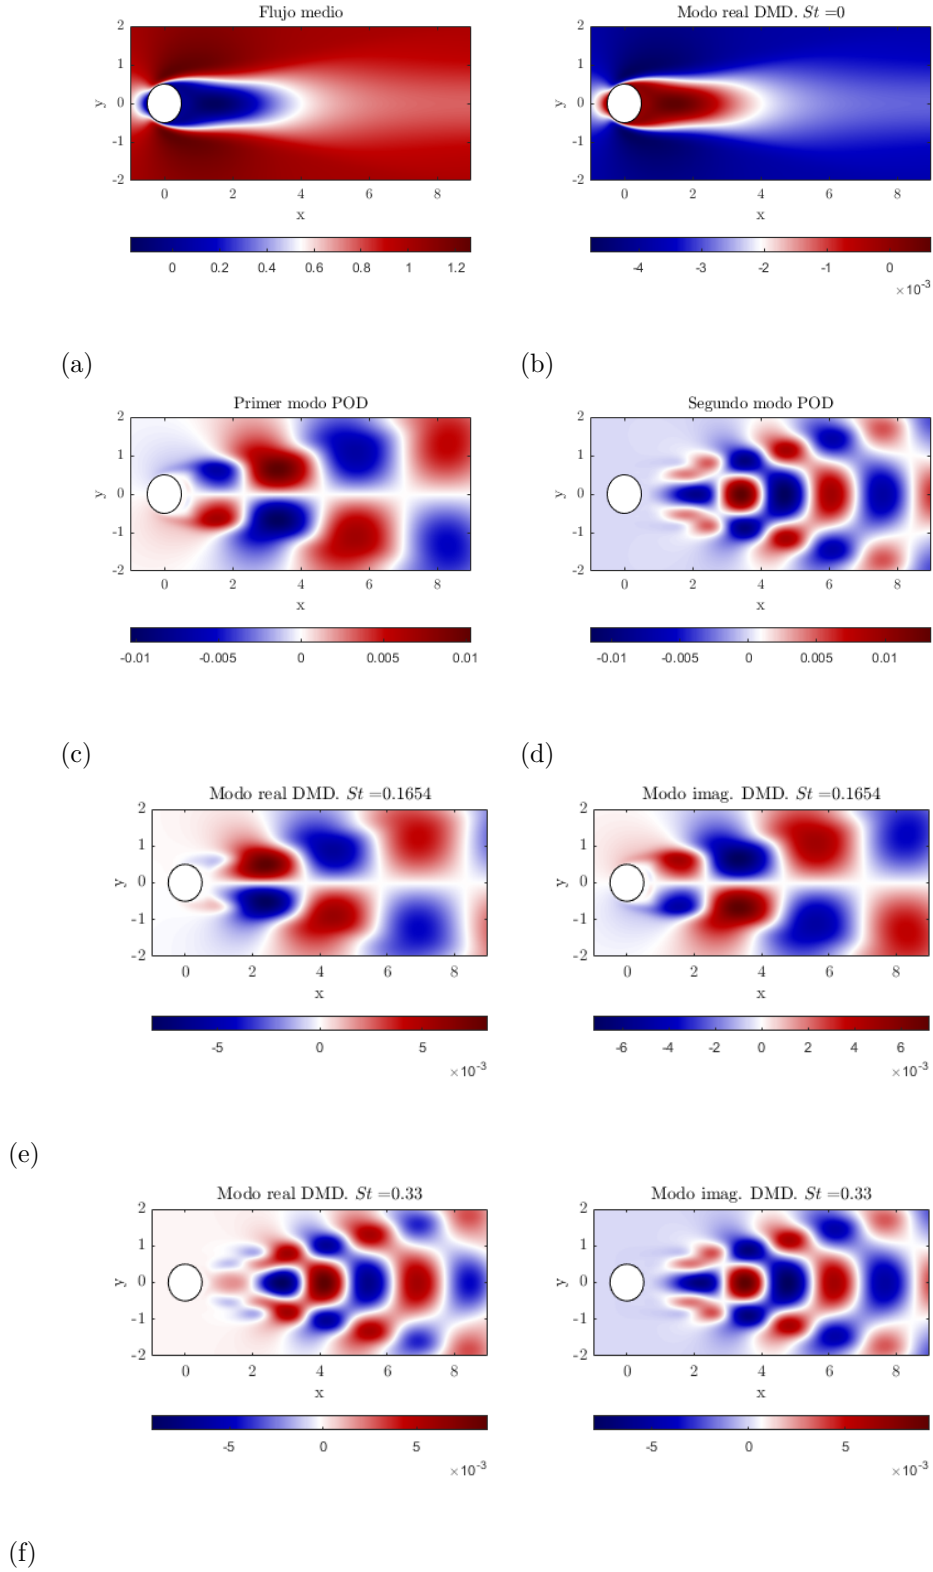 Flujo medio
2
1
0
-1
-2
y
0 2 4 6 8
x
0 0.2 0.4 0.6 0.8 1 1.2
(a)
Modo real DMD. St =0
2
1
0
-1
-2
y
0 2 4 6 8
x
-4 -3 -2 -1 0
×10-3
(b)
Primer modo POD
2
1
0
-1
-2
y
0 2 4 6 8
x
-0.01 -0.005 0 0.005 0.01
(c)
Segundo modo POD
2
1
0
-1
-2
y
0 2 4 6 8
x
-0.01 -0.005 0 0.005 0.01
(d)
Modo real DMD. St =0.1654
2
1
0
-1
-2
y
0 2 4 6 8
x
-5 0 5
×10-3
Modo imag. DMD. St =0.1654
2
1
0
-1
-2
y
0 2 4 6 8
x
-6 -4 -2 0 2 4 6
×10-3
(e)
Modo real DMD. St =0.33
2
1
0
-1
-2
y
0 2 4 6 8
x
-5 0 5
×10-3
Modo imag. DMD. St =0.33
2
1
0
-1
-2
y
0 2 4 6 8
x
-5 0 5
×10-3
(f)